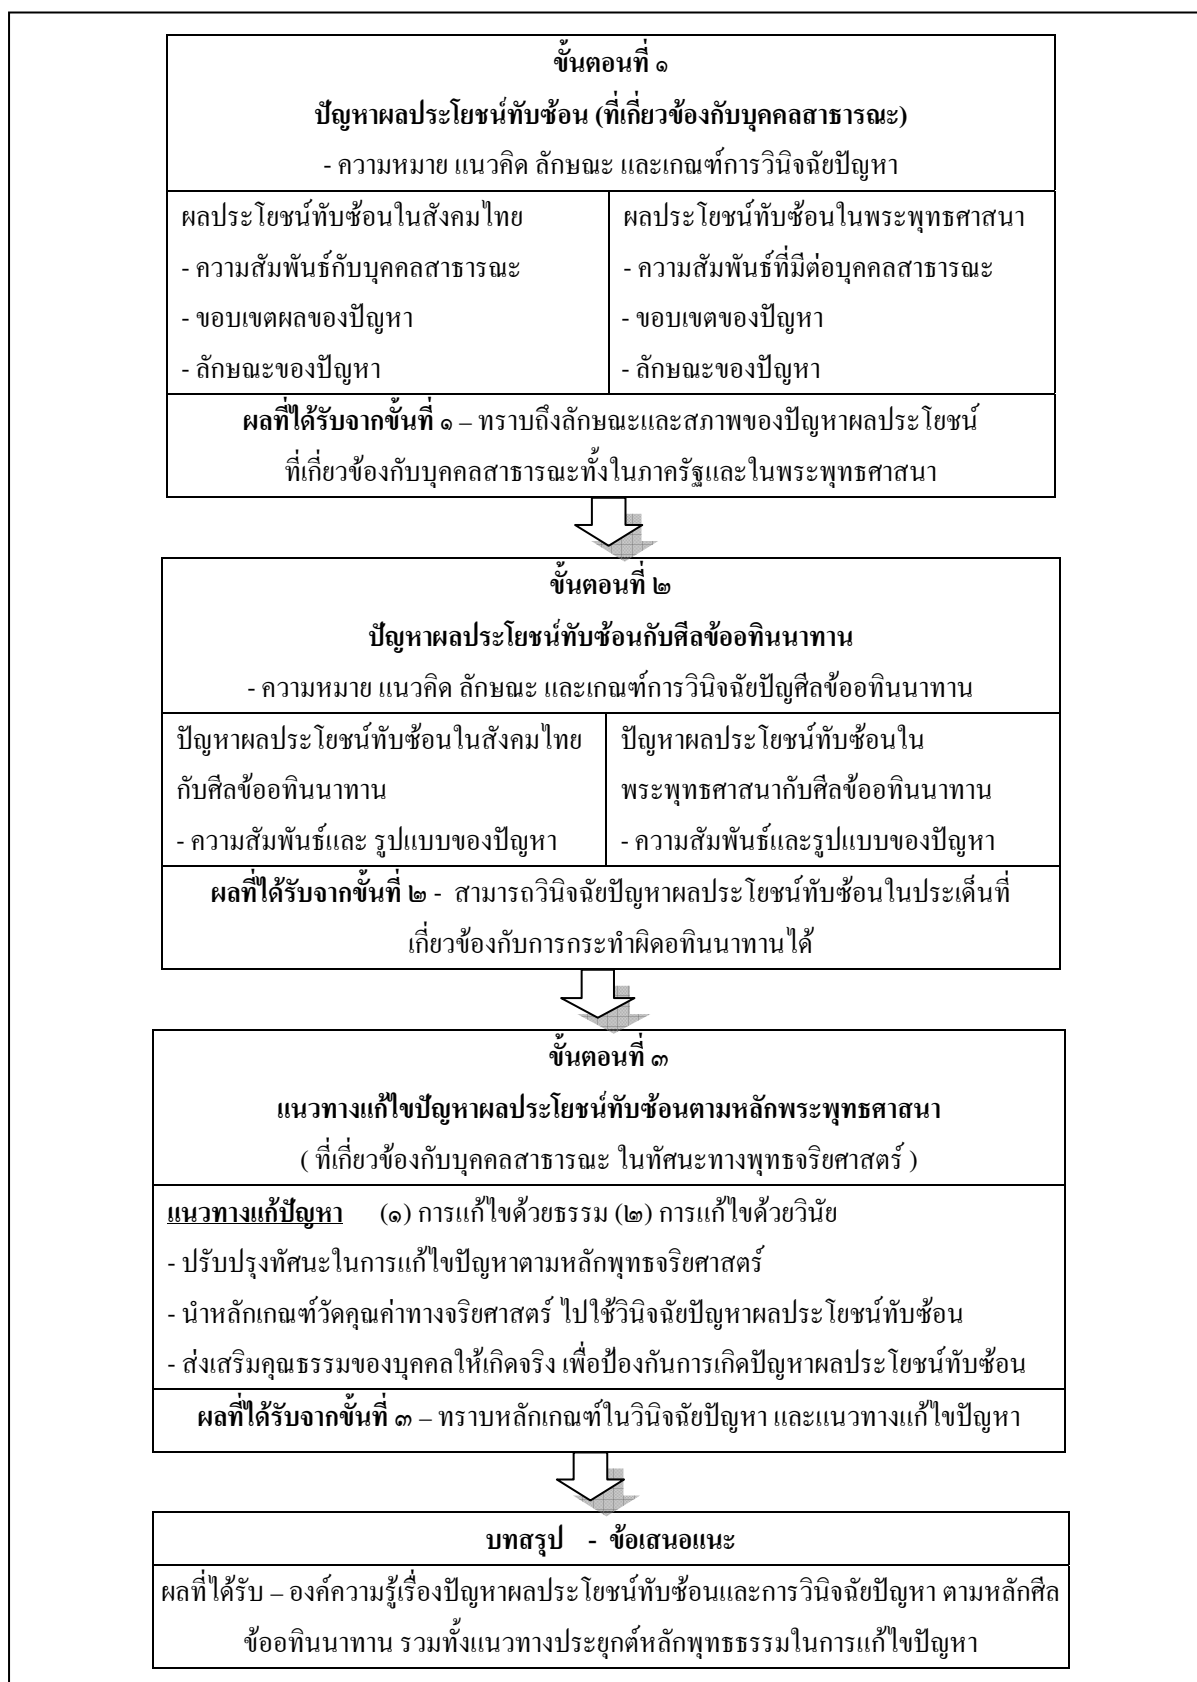 ขั้นตอนที่ ๑
ปัญหาผลประโยชน์ทับซ้อน (ที่เกี่ยวข้องกับบุคคลสาธารณะ)
- ความหมาย แนวคิด ลักษณะ และเกณฑ์การวินิจฉัยปัญหา
ผลประโยชน์ทับซ้อนในสังคมไทย
- ความสัมพันธ์กับบุคคลสาธารณะ
- ขอบเขตผลของปัญหา
- ลักษณะของปัญหา
ผลประโยชน์ทับซ้อนในพระพุทธศาสนา
- ความสัมพันธ์ที่มีต่อบุคคลสาธารณะ
- ขอบเขตของปัญหา
- ลักษณะของปัญหา
ผลที่ได้รับจากขั้นที่ ๑ – ทราบถึงลักษณะและสภาพของปัญหาผลประโยชน์
ที่เกี่ยวข้องกับบุคคลสาธารณะทั้งในภาครัฐและในพระพุทธศาสนา
ขั้นตอนที่ ๒
ปัญหาผลประโยชน์ทับซ้อนกับศีลข้ออทินนาทาน
- ความหมาย แนวคิด ลักษณะ และเกณฑ์การวินิจฉัยปัญศีลข้ออทินนาทาน
ปัญหาผลประโยชน์ทับซ้อนในสังคมไทย
กับศีลข้ออทินนาทาน
- ความสัมพันธ์และ รูปแบบของปัญหา
ปัญหาผลประโยชน์ทับซ้อนใน
พระพุทธศาสนากับศีลข้ออทินนาทาน
- ความสัมพันธ์และรูปแบบของปัญหา
ผลที่ได้รับจากขั้นที่ ๒ - สามารถวินิจฉัยปัญหาผลประโยชน์ทับซ้อนในประเด็นที่
เกี่ยวข้องกับการกระทำผิดอทินนาทานได้
ขั้นตอนที่ ๓
แนวทางแก้ไขปัญหาผลประโยชน์ทับซ้อนตามหลักพระพุทธศาสนา
( ที่เกี่ยวข้องกับบุคคลสาธารณะ ในทัศนะทางพุทธจริยศาสตร์ )
แนวทางแก้ปัญหา (๑) การแก้ไขด้วยธรรม (๒) การแก้ไขด้วยวินัย
- ปรับปรุงทัศนะในการแก้ไขปัญหาตามหลักพุทธจริยศาสตร์
- นำหลักเกณฑ์วัดคุณค่าทางจริยศาสตร์ ไปใช้วินิจฉัยปัญหาผลประโยชน์ทับซ้อน
- ส่งเสริมคุณธรรมของบุคคลให้เกิดจริง เพื่อป้องกันการเกิดปัญหาผลประโยชน์ทับซ้อน
ผลที่ได้รับจากขั้นที่ ๓ – ทราบหลักเกณฑ์ในวินิจฉัยปัญหา และแนวทางแก้ไขปัญหา
บทสรุป - ข้อเสนอแนะ
ผลที่ได้รับ – องค์ความรู้เรื่องปัญหาผลประโยชน์ทับซ้อนและการวินิจฉัยปัญหา ตามหลักศีล
ข้ออทินนาทาน รวมทั้งแนวทางประยุกต์หลักพุทธธรรมในการแก้ไขปัญหา